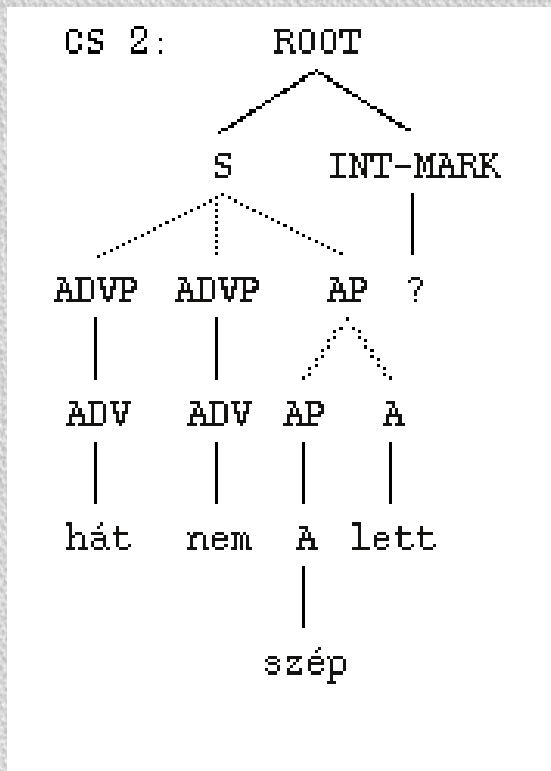 CS 2: ROOT
S INT-MARK
ADVP ADVP AP ?
ADV ADV AP A
hát nem A lett
szép